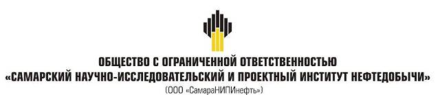 ОБЩЕСТВО С ОГРАНИЧЕННОЙ ОТВЕТСТВЕННОСТЬЮ
«САМАРСКИЙ НАУЧНО-ИССЛЕДОВАТЕЛЬСКИЙ И ПРОЕКТНЫЙ ИНСТИТУТ НЕФТЕДОБЫЧИ»
(ООО «СамараНИПИнефть»)